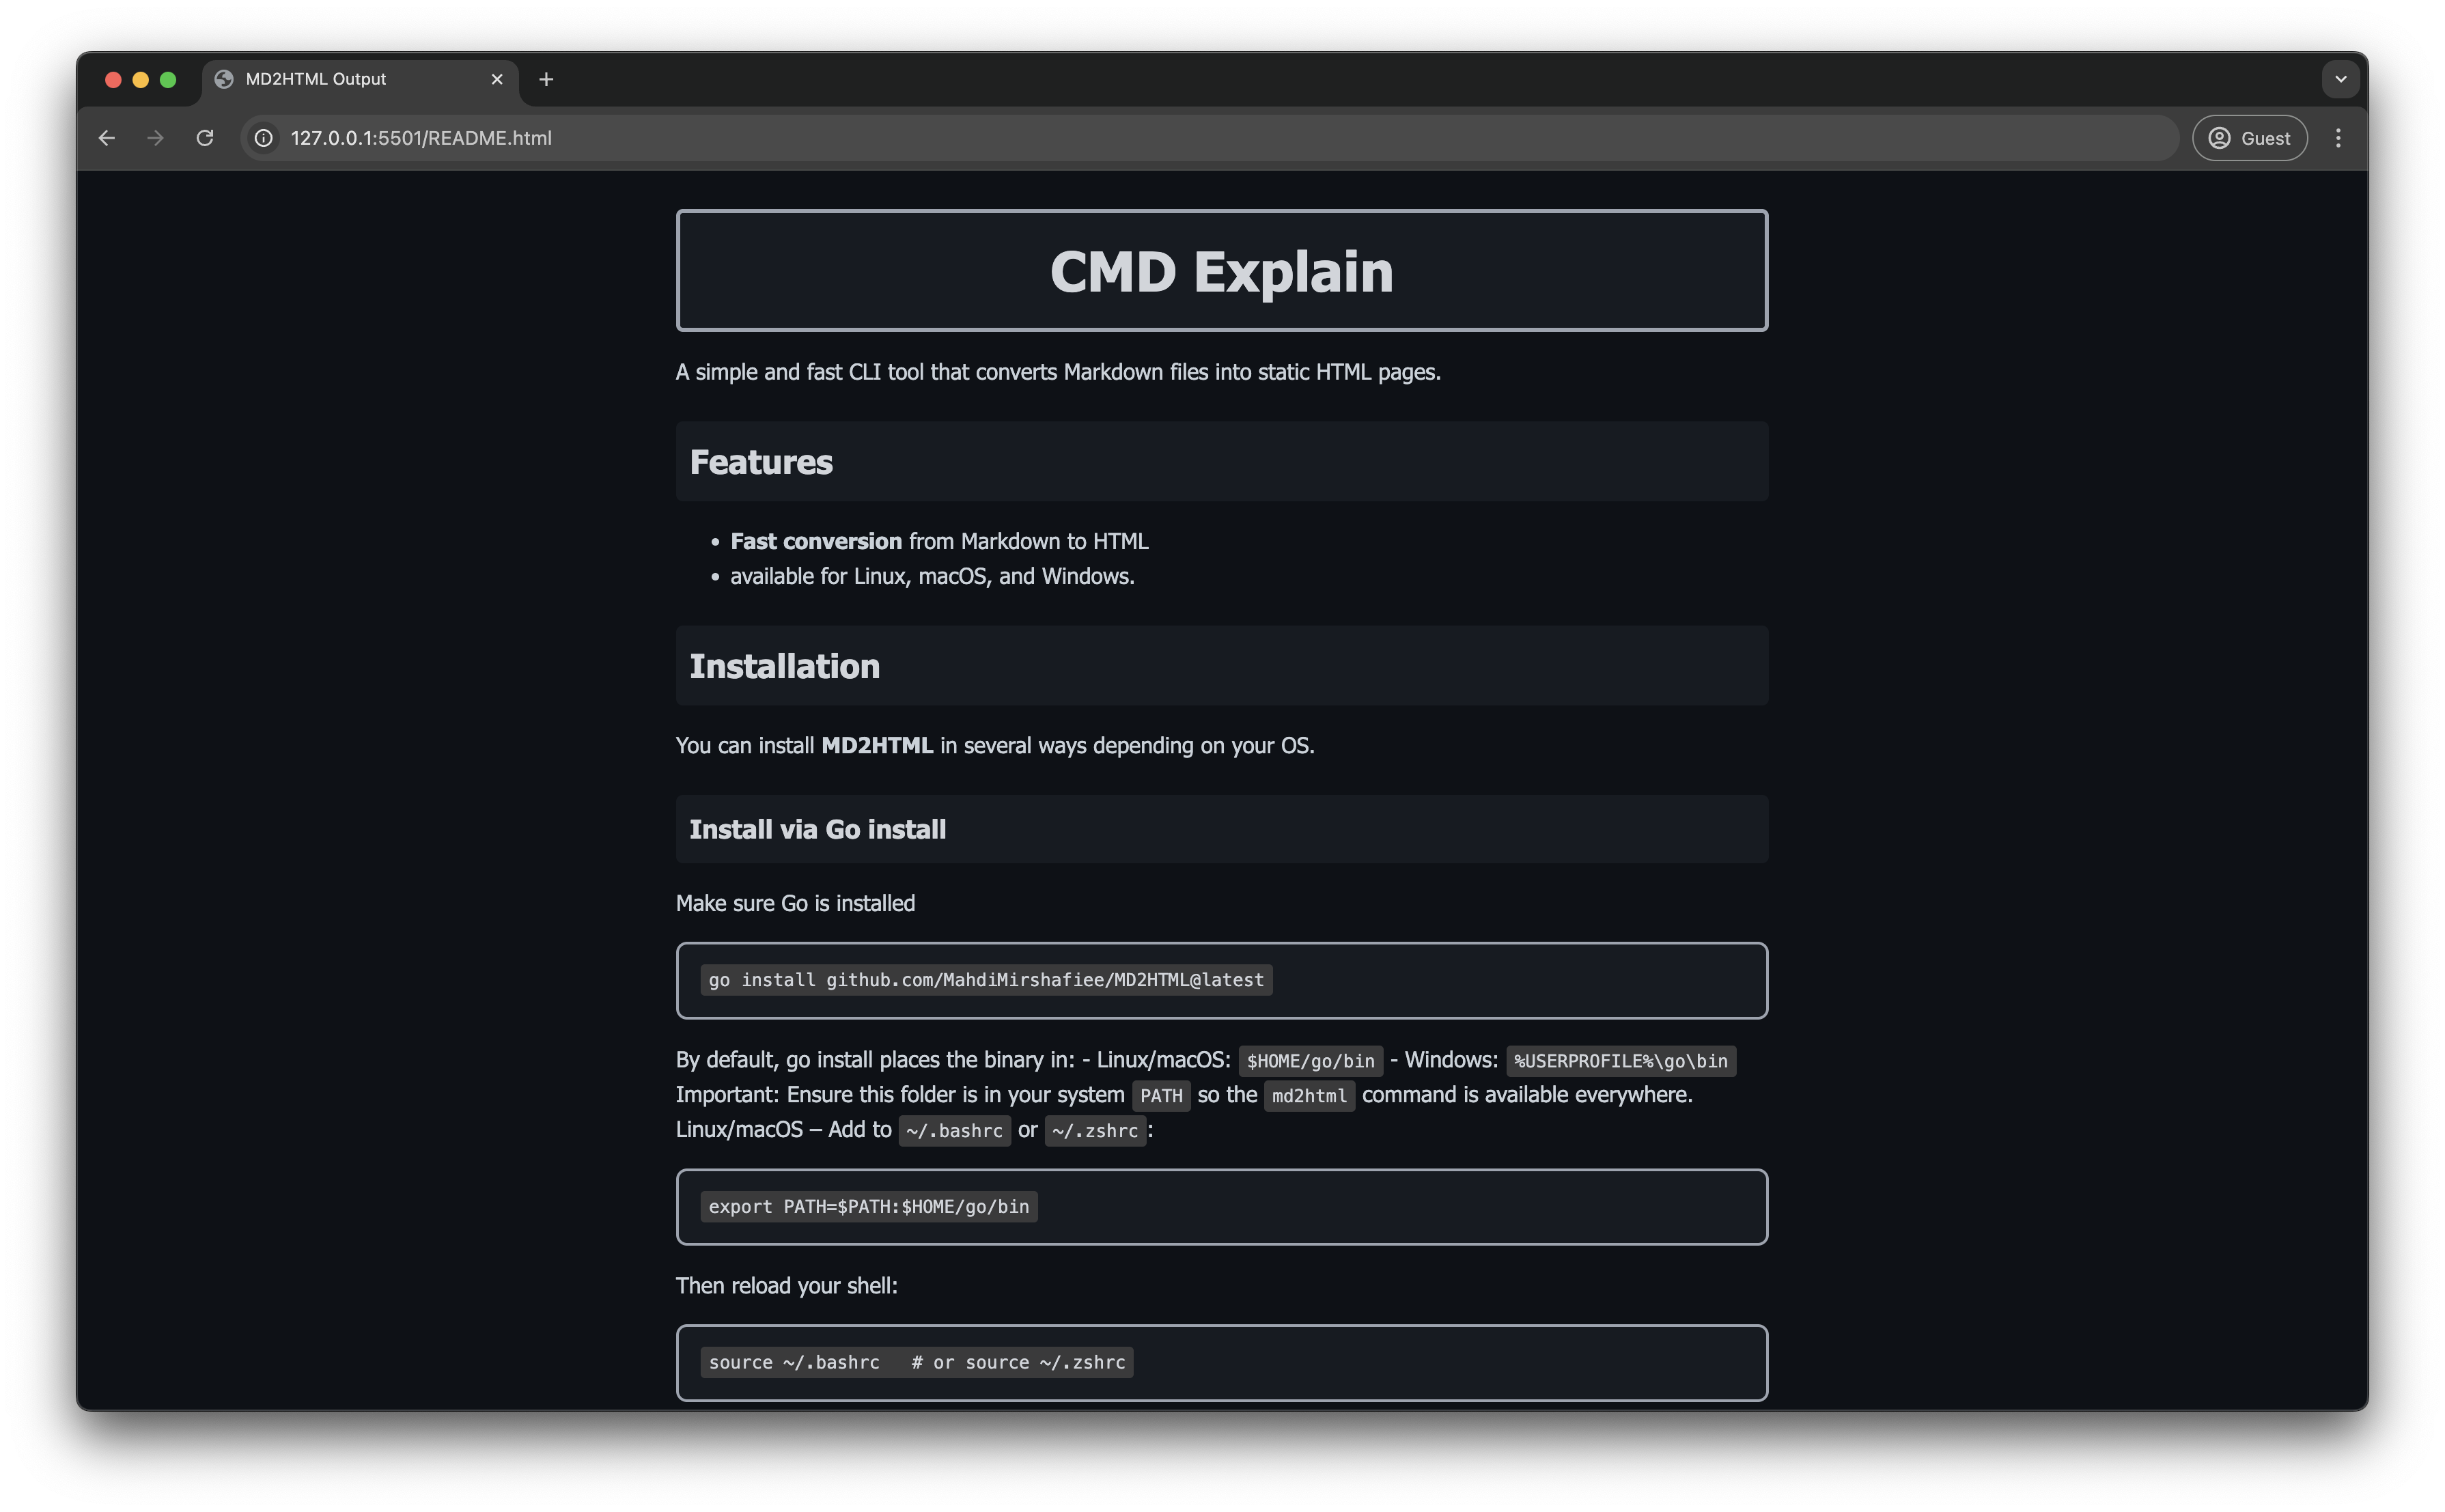 MD2HTML Output
127.0.0.1:5501/README.html
Guest
CMD Explain
A simple and fast CLI tool that converts Markdown files into static HTML pages.
Features
• Fast conversion from Markdown to HTML
• available for Linux, macOS, and Windows.
Installation
You can install MD2HTML in several ways depending on your OS.
Install via Go install
Make sure Go is installed
go install github.com/MahdiMirshafiee/MD2HTML@latest
By default, go install places the binary in: - Linux/macOS: $HOME/go/bin - Windows: %USERPROFILE%\go\bin
Important: Ensure this folder is in your system PATH so the md2html command is available everywhere.
Linux/macOS – Add to ~/.bashrc or ~/.zshrc:
export PATH=$PATH:$HOME/go/bin
Then reload your shell:
source ~/.bashrc   # or source ~/.zshrc